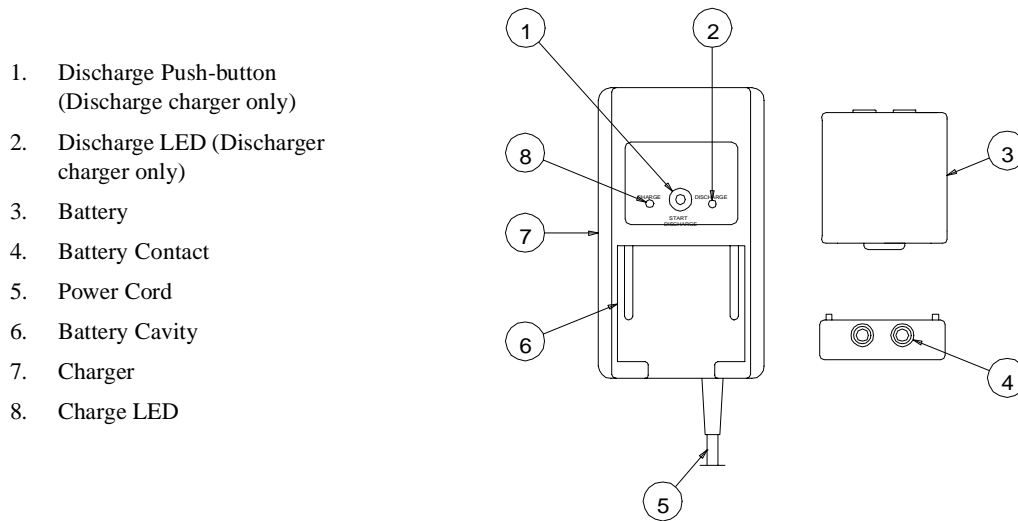 1. Discharge Push-button
(Discharge charger only)
2. Discharge LED (Discharger
charger only)
3. Battery
4. Battery Contact
5. Power Cord
6. Battery Cavity
7. Charger
8. Charge LED
1
2
8
3
CHARGE
DISCHARGE
START
DISCHARGE
7
6
4
5